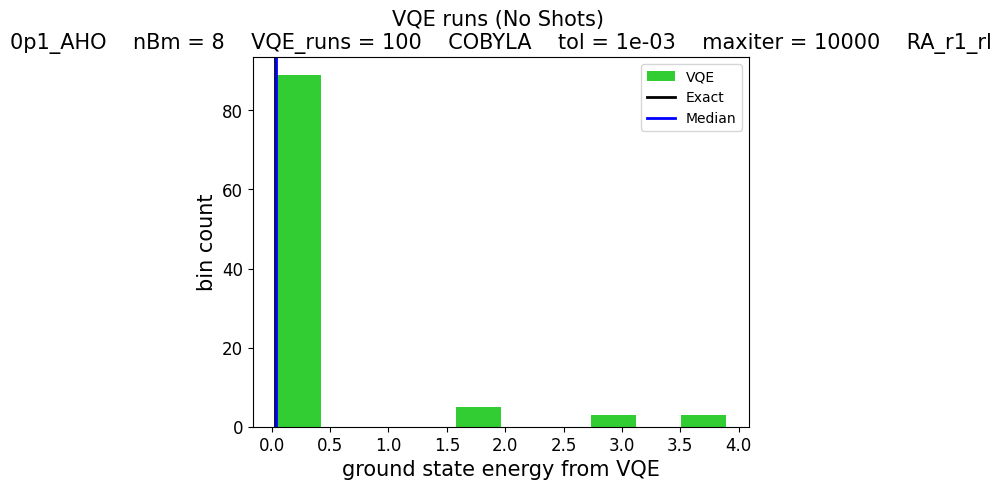 VQE runs (No Shots)
0p1_AHO nBm = 8 VQE_runs = 100 COBYLA tol = 1e-03 maxiter = 10000 RA_r1_rl
VQE
Exact
Median
bin count
80
60
40
20
0
0.0 0.5 1.0 1.5 2.0 2.5 3.0 3.5 4.0
ground state energy from VQE